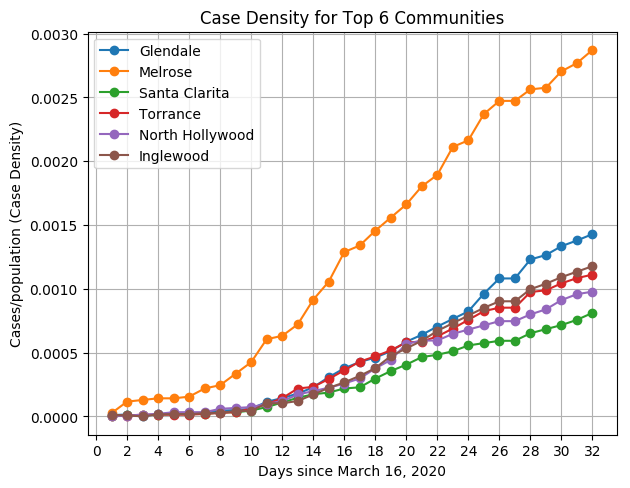 Case Density for Top 6 Communities
Glendale
Melrose
Santa Clarita
Torrance
North Hollywood
Inglewood
Cases/population (Case Density)
0.0030
0.0025
0.0020
0.0015
0.0010
0.0005
0.0000
0 2 4 6 8 10 12 14 16 18 20 22 24 26 28 30 32
Days since March 16, 2020